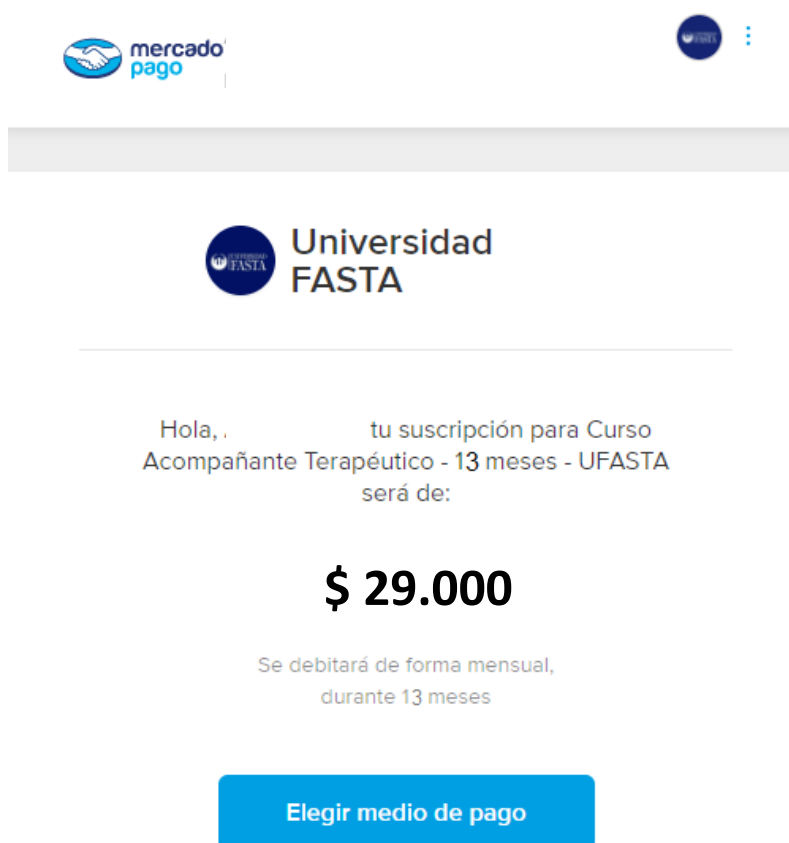 mercado
pago
Universidad
FASTA
Hola, tu suscripción para Curso
Acompañante Terapéutico - 13 meses - UFASTA
será de:
$ 29.000
Se debitará de forma mensual,
durante 13 meses
Elegir medio de pago